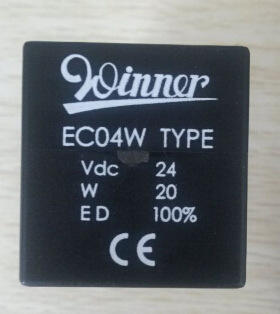 Winner
EC04W TYPE
Vdc 24
W 20
ED 100%
CE